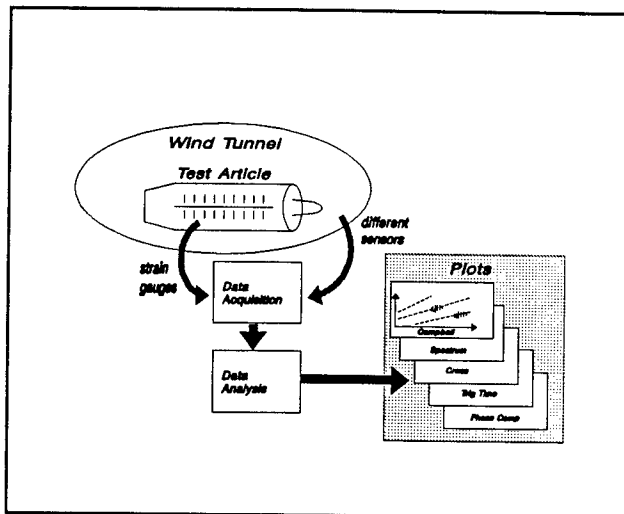 Wind Tunnel
Test Article
different
sensors
strain
gauges
Data
Acquisition
Data
Analysis
Plots
Campbell
Spectrum
Cross
Trig Time
Phase Comp